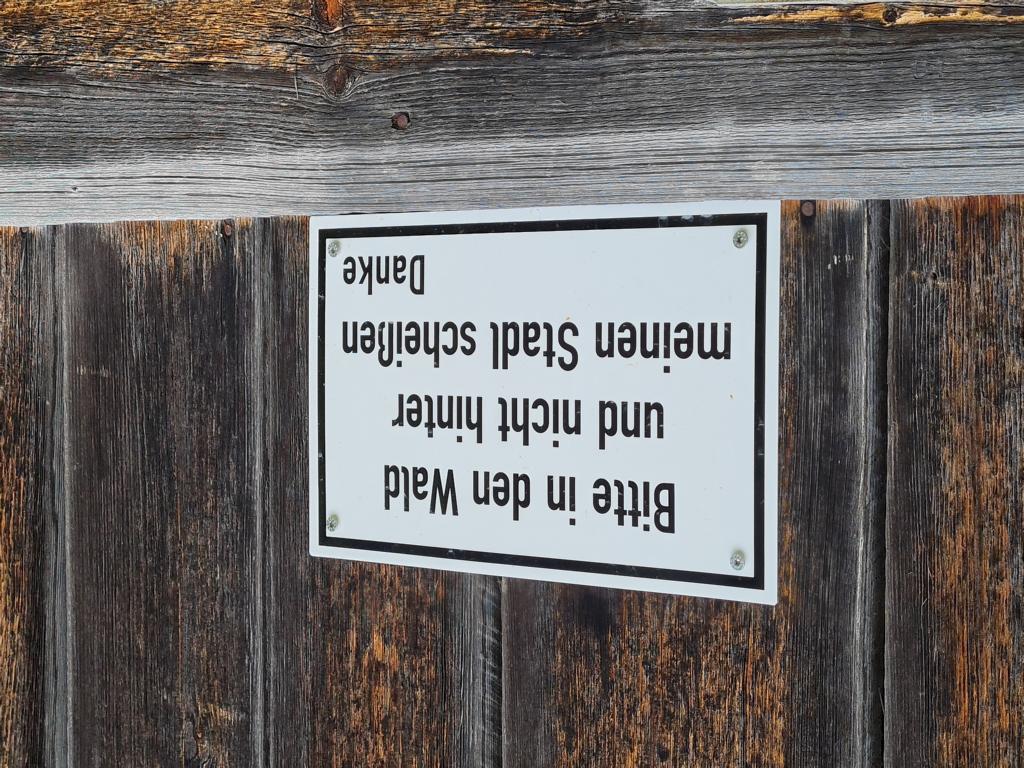 Bitte in den Wald
und nicht hinter
meinen Stadl scheißen
Danke